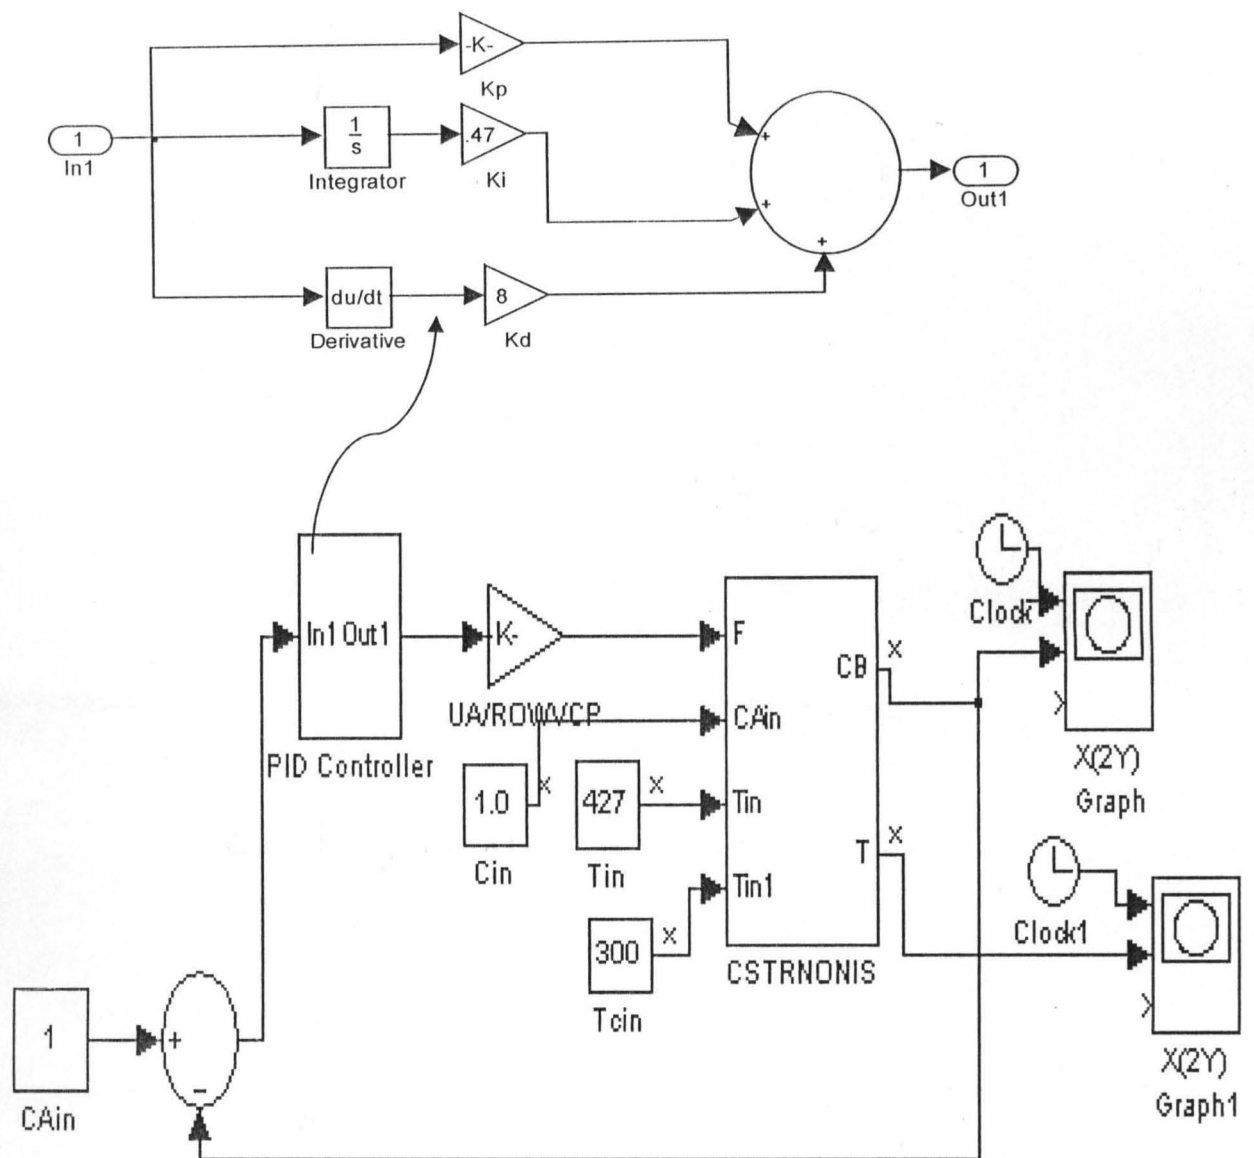 -K-
Kp
1
In1
1
s
Integrator
.47
Ki
1
Out1
+
+
+
du/dt
Derivative
8
Kd
In1 Out1
PID Controller
K-
UA/ROWVCP
1.0
Cin
427
Tin
300
Tcin
F
CAin
Tin
Tin1
CB
T
CSTRNONIS
Clock
X(2Y)
Graph
Clock1
X(2Y)
Graph1
1
CAin
+
−